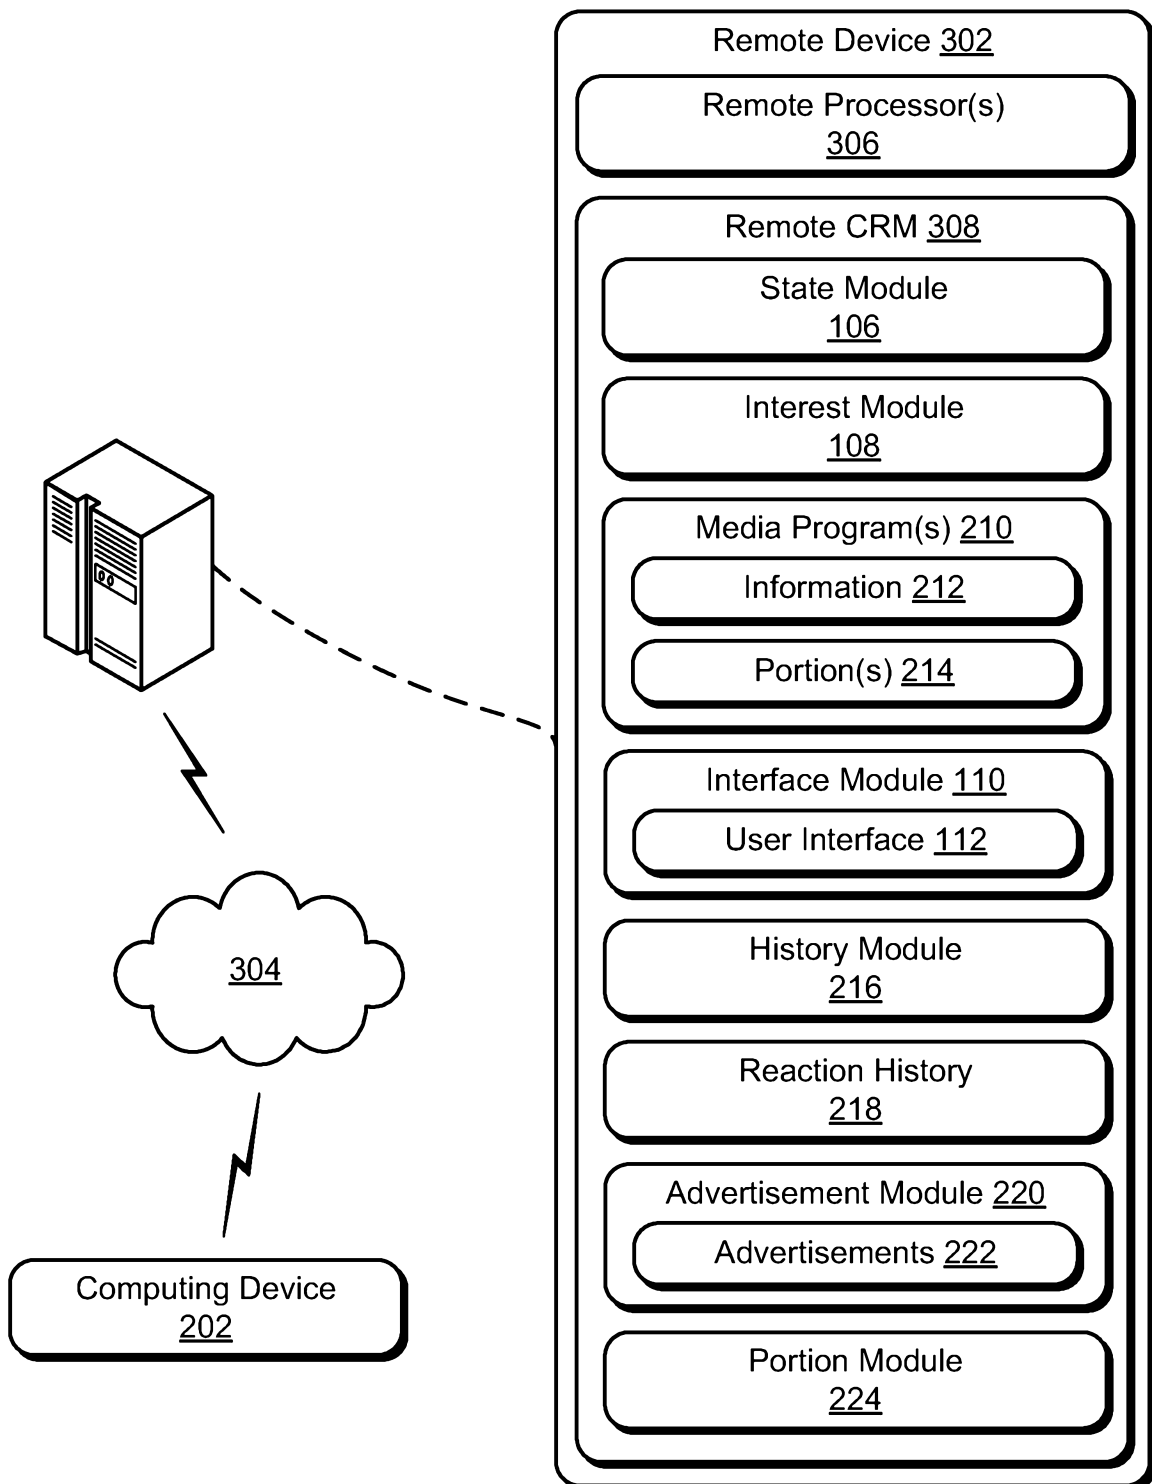 Remote Device 302
Remote Processor(s)
306
Remote CRM 308
State Module
106
Interest Module
108
Media Program(s) 210
Information 212
Portion(s) 214
Interface Module 110
User Interface 112
History Module
216
Reaction History
218
Advertisement Module 220
Advertisements 222
Portion Module
224
304
Computing Device
202